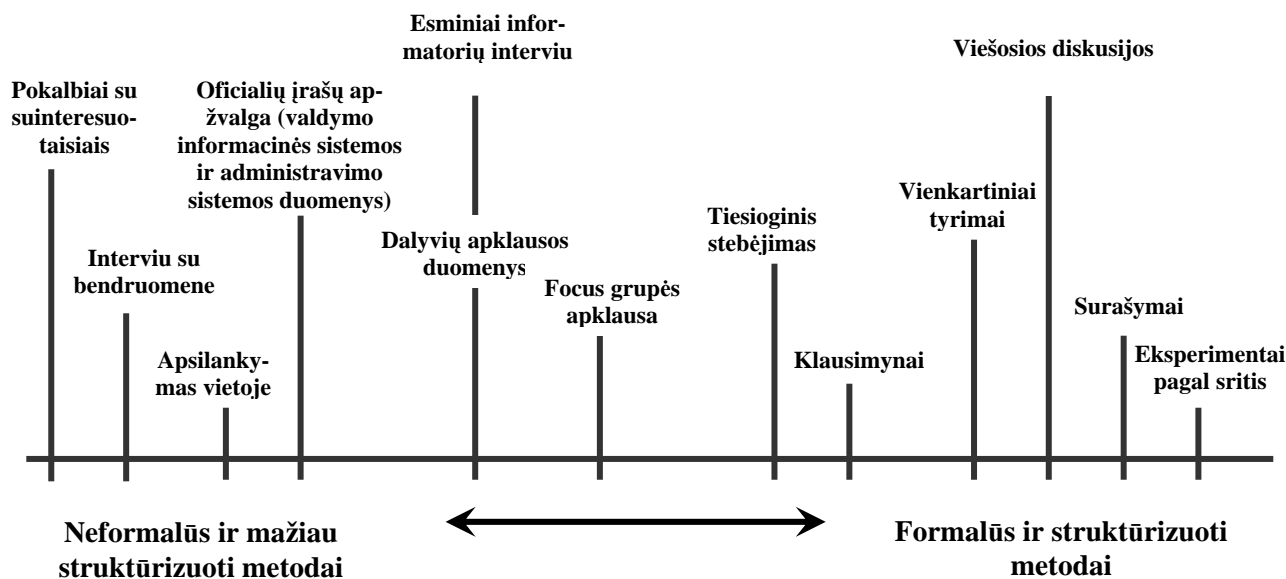 Pokalbiai su
suinteresuo-
taisiais
Interviu su
bendruomene
Apsilanky-
mas vietoje
Oficialių įrašų ap-
žvalga (valdymo
informacinės sistemos
ir administravimo
sistemos duomenys)
Esminiai infor-
matorių interviu
Dalyvių apklausos
duomenys
Focus grupės
apklausa
Tiesioginis
stebėjimas
Klausimynai
Vienkartiniai
tyrimai
Viešosios diskusijos
Surašymai
Eksperimentai
pagal sritis
Neformalūs ir mažiau
struktūrizuoti metodai
Formalūs ir struktūrizuoti
metodai